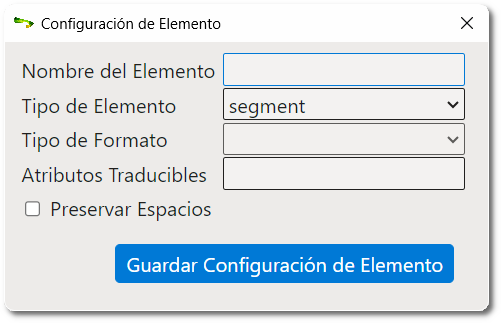 Configuración de Elemento
Nombre del Elemento
Tipo de Elemento segment
Tipo de Formato
Atributos Traducibles
Preservar Espacios
Guardar Configuración de Elemento